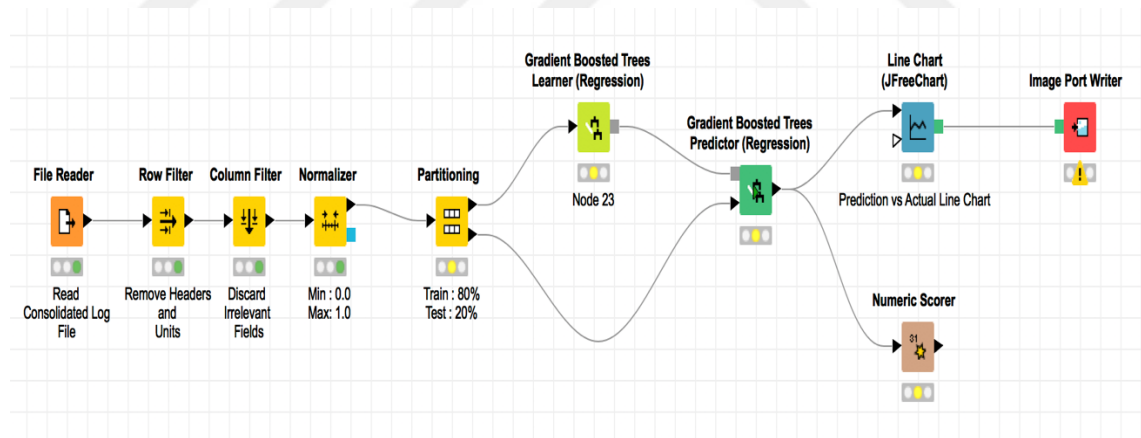 Gradient Boosted Trees
Learner (Regression)
Line Chart
(JFreeChart)
Image Port Writer
Gradient Boosted Trees
Predictor (Regression)
File Reader
Row Filter
Column Filter
Normalizer
Partitioning
Node 23
Prediction vs Actual Line Chart
Read
Consolidated Log
File
Remove Headers
and
Units
Discard
Irrelevant
Fields
Min : 0.0
Max: 1.0
Train : 80%
Test : 20%
Numeric Scorer
31